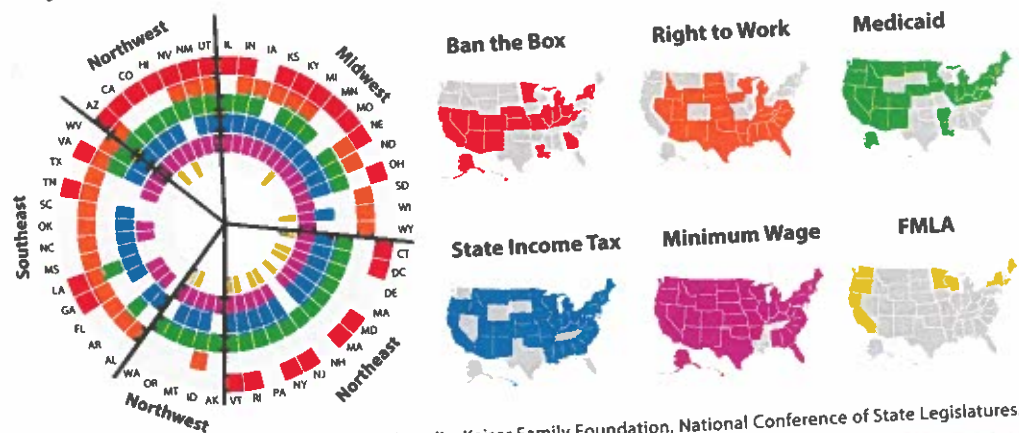 Northwest
Midwest
Northeast
Northwest
Southeast
UT
IL
IN
IA
KS
KY
MI
MN
MO
NE
ND
OH
SD
WI
WY
CT
DC
DE
MA
MD
MA
NH
NJ
NY
PA
RI
VT
AK
ID
MT
OR
WA
AL
AR
FL
GA
LA
MS
NC
OK
SC
TN
TX
VA
WV
AZ
CA
CO
HI
NV
NM
Ban the Box
Right to Work
Medicaid
State Income Tax
Minimum Wage
FMLA
Family Foundation, National Conference of State Legislatures